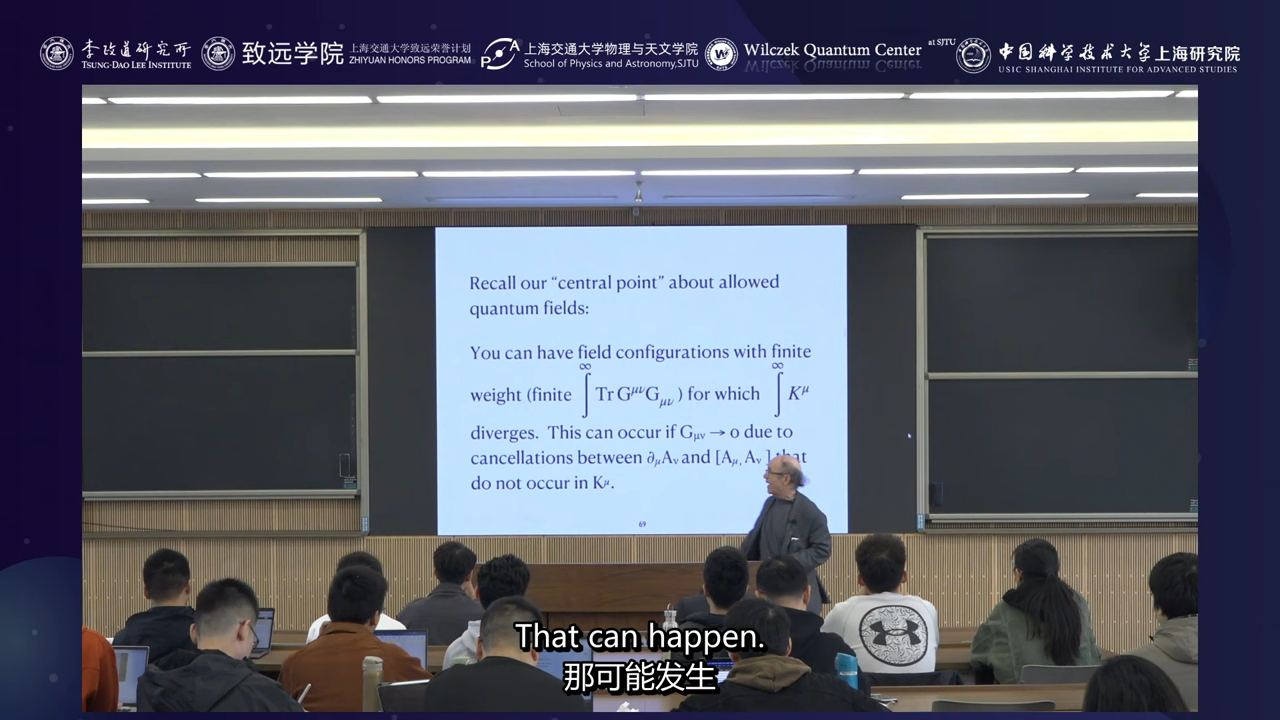 李政道研究所
TSUNG-DAO LEE INSTITUTE
致远学院
上海交通大学致远荣誉计划
ZHIYUAN HONORS PROGRAM
上海交通大学物理与天文学院
School of Physics and Astronomy,SJTU
Wilczek Quantum Center
at SJTU
中国科学技术大学上海研究院
USTC SHANGHAI INSTITUTE FOR ADVANCED STUDIES
Recall our “central point” about allowed
quantum fields:
You can have field configurations with finite
weight (finite ∫^∞ Tr G^{μν}G_{μν} ) for which ∫^∞ K^μ
diverges. This can occur if G_{μν} → 0 due to
cancellations between ∂_μA_ν and [A_μ, A_ν ] that
do not occur in K^μ.
69
That can happen.
那可能发生